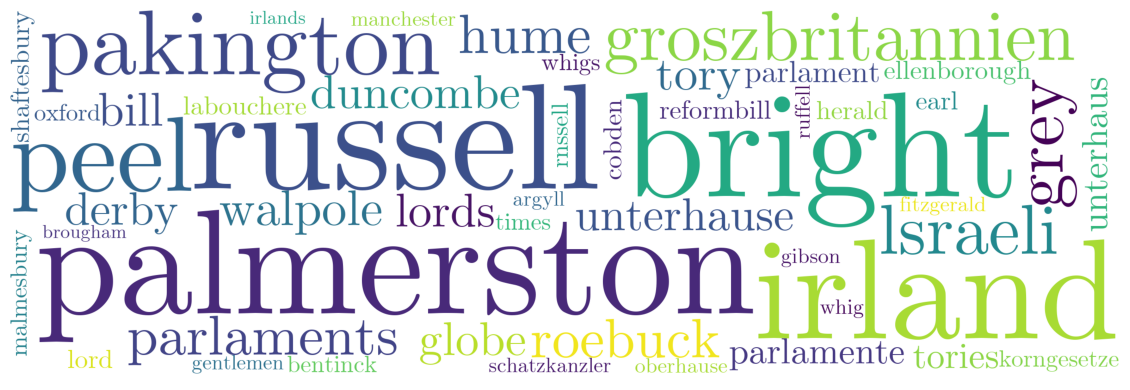 irlands manchester
shaftesbury pakington hume groszbritannien
whigs tory parlament ellenborough
oxford bill labouchere duncombe reformbill herald earl
peel russell rnssell cobden bright ruffell grey unterhaus
derby walpole lords argyll times unterhause fitzgerald lsraeli
brougham
malmesbury palmerston gibson irland
whig
parlaments globe roebuck parlamente tories korngesetze
lord gentlemen bentinck schatzkanzler oberhause